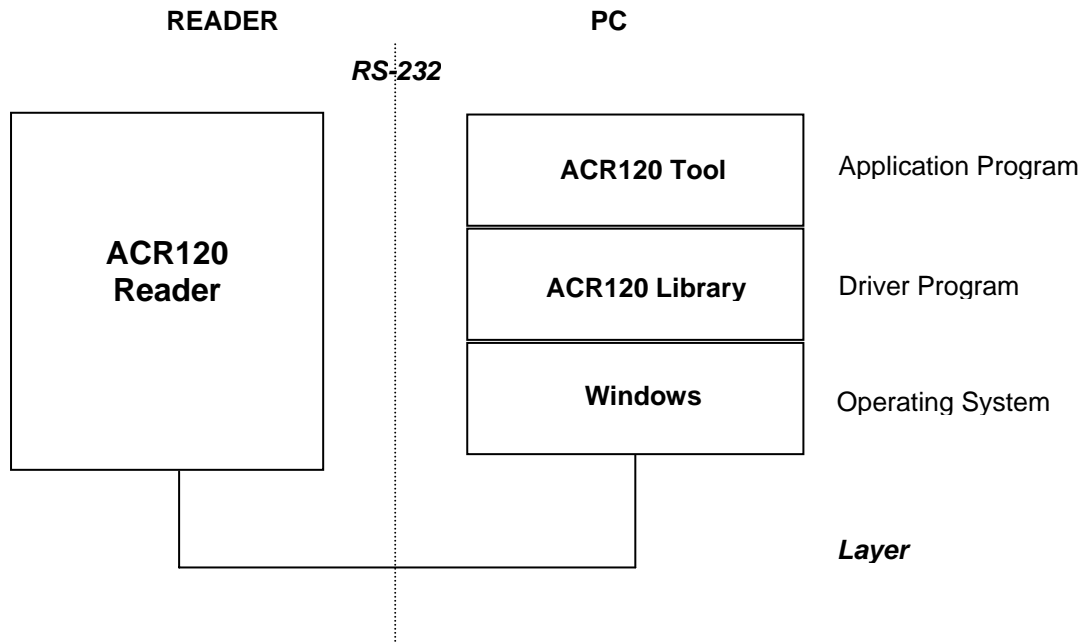 READER PC
RS-232
ACR120
Reader
ACR120 Tool
Application Program
ACR120 Library
Driver Program
Windows
Operating System
Layer